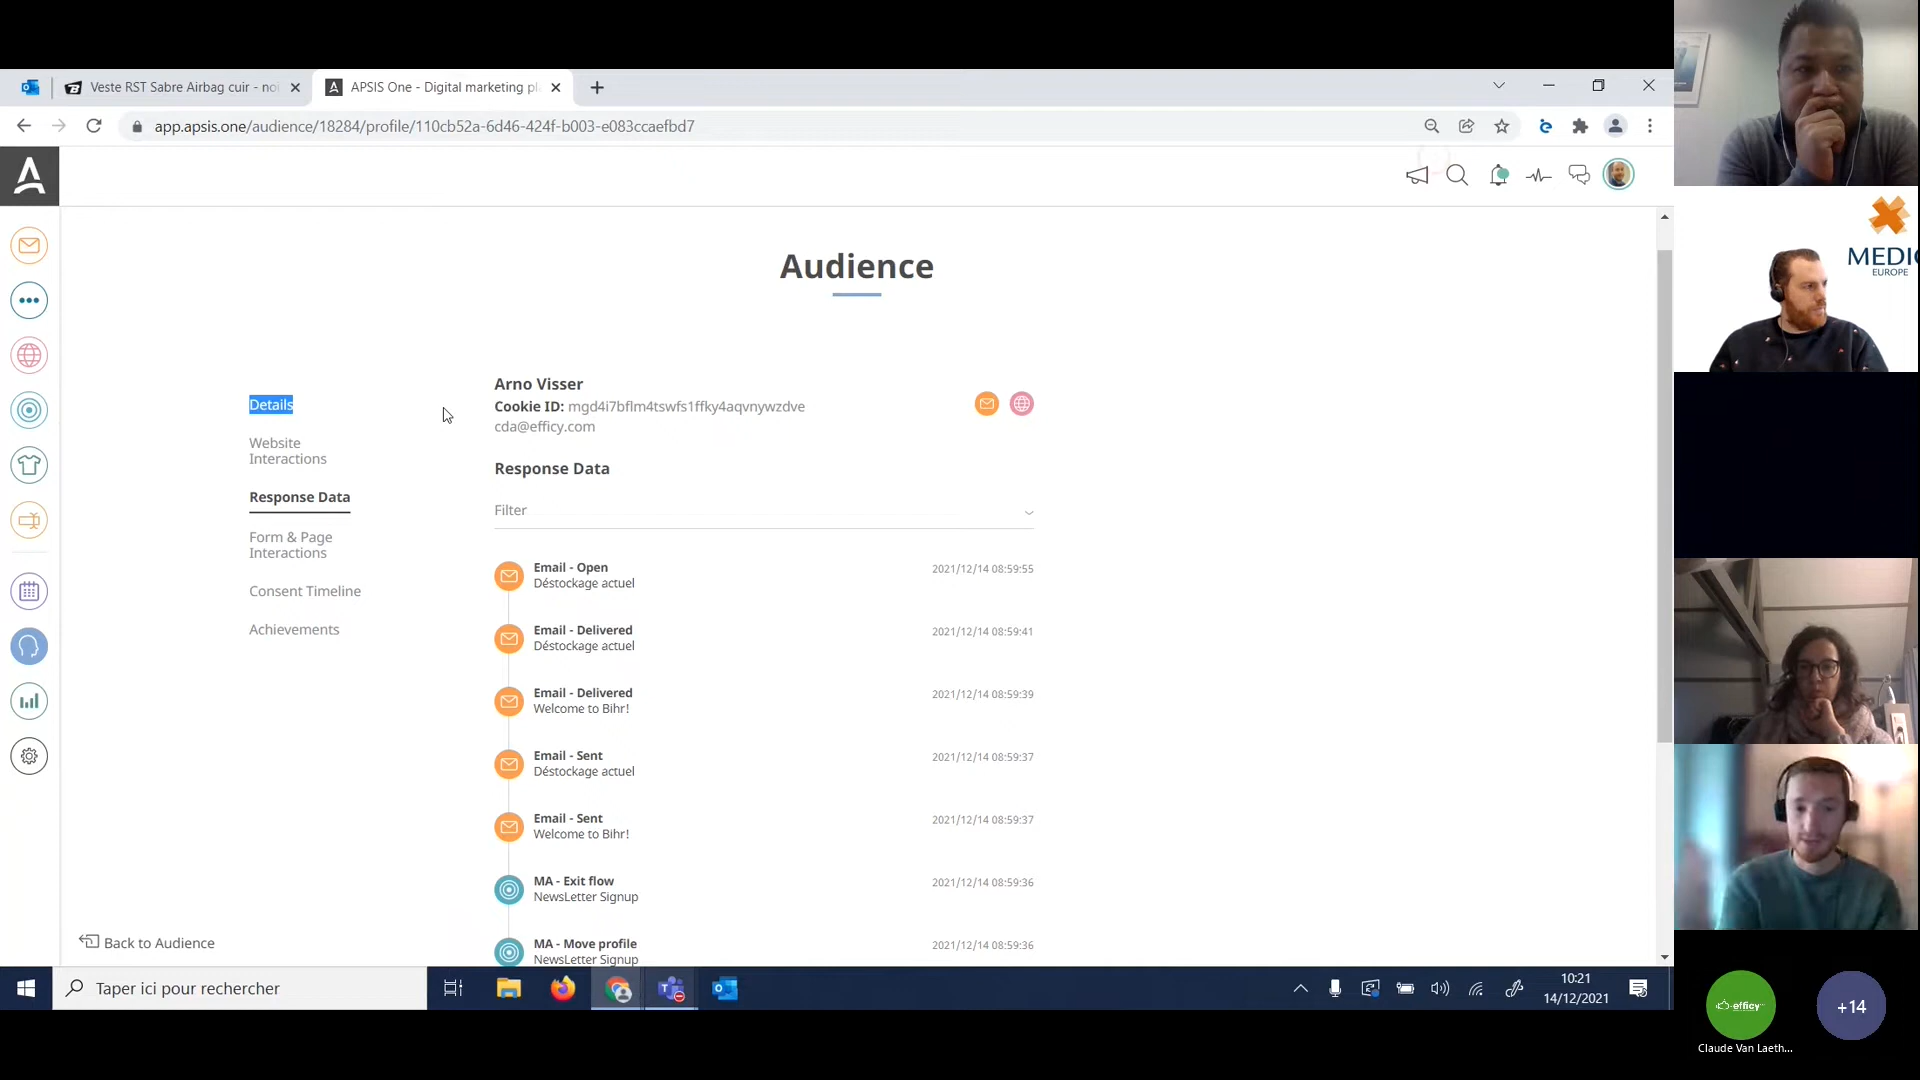 Veste RST Sabre Airbag cuir - noi
APSIS One - Digital marketing pl
app.apsis.one/audience/18284/profile/110cb52a-6d46-424f-b003-e083ccaefbd7
Audience
Details
Website
Interactions
Response Data
Form & Page
Interactions
Consent Timeline
Achievements
Back to Audience
Arno Visser
Cookie ID: mgd4i7bflm4tswfs1ffky4aqvnywzdve
cda@efficy.com
Response Data
Filter
Email - Open 2021/12/14 08:59:55
Déstockage actuel
Email - Delivered 2021/12/14 08:59:41
Déstockage actuel
Email - Delivered 2021/12/14 08:59:39
Welcome to Bihr!
Email - Sent 2021/12/14 08:59:37
Déstockage actuel
Email - Sent 2021/12/14 08:59:37
Welcome to Bihr!
MA - Exit flow 2021/12/14 08:59:36
NewsLetter Signup
MA - Move profile 2021/12/14 08:59:36
NewsLetter Signup
Taper ici pour rechercher
10:21
14/12/2021
MEDI
EUROPE
efficy
Claude Van Laeth...
+14